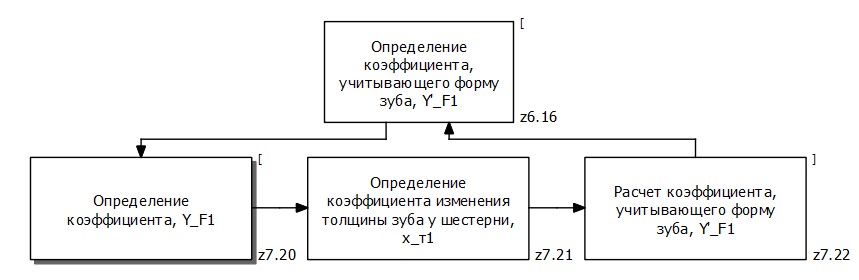 [
Определение
коэффициента,
учитывающего форму
зуба, Y'_F1
z6.16
[
Определение
коэффициента, Y_F1
z7.20
Определение
коэффициента изменения
толщины зуба у шестерни,
x_т1
z7.21
]
Расчет коэффициента,
учитывающего форму
зуба, Y'_F1
z7.22